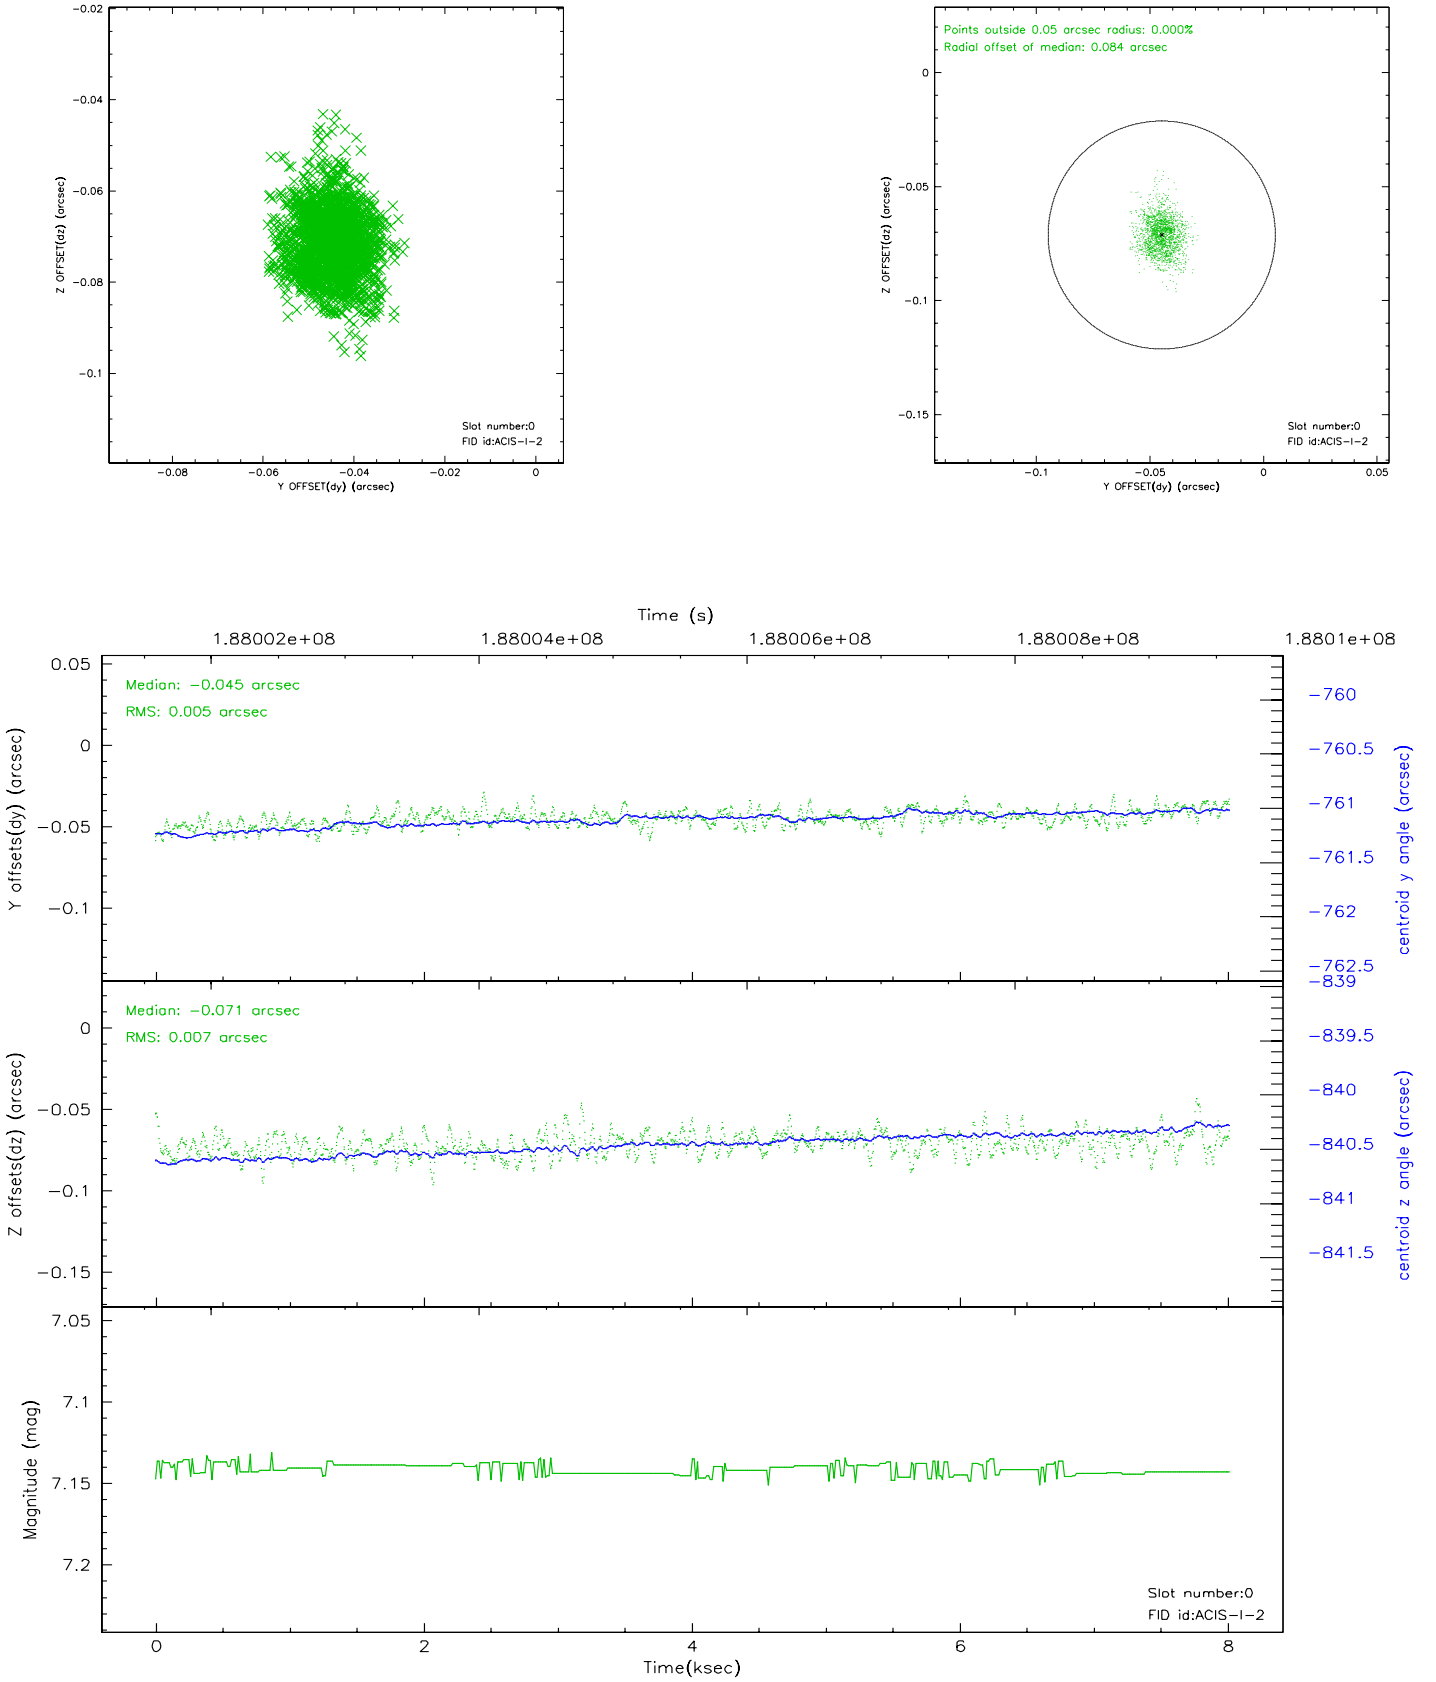 −0.02
−0.04
−0.06
−0.08
−0.1
Z OFFSET(dz) (arcsec)
Slot number:0
FID id:ACIS−I−2
−0.08 −0.06 −0.04 −0.02 0
Y OFFSET(dy) (arcsec)
Points outside 0.05 arcsec radius: 0.000%
Radial offset of median: 0.084 arcsec
0
−0.05
−0.1
−0.15
Z OFFSET(dz) (arcsec)
Slot number:0
FID id:ACIS−I−2
−0.1 −0.05 0 0.05
Y OFFSET(dy) (arcsec)
Time (s)
1.88002e+08 1.88004e+08 1.88006e+08 1.88008e+08 1.8801e+08
Median: −0.045 arcsec
RMS: 0.005 arcsec
0.05
0
−0.05
−0.1
Y offsets(dy) (arcsec)
−760
−760.5
−761
−761.5
−762
−762.5
centroid y angle (arcsec)
Median: −0.071 arcsec
RMS: 0.007 arcsec
0
−0.05
−0.1
−0.15
Z offsets(dz) (arcsec)
−839
−839.5
−840
−840.5
−841
−841.5
centroid z angle (arcsec)
7.05
7.1
7.15
7.2
Magnitude (mag)
Slot number:0
FID id:ACIS−I−2
0 2 4 6 8
Time(ksec)